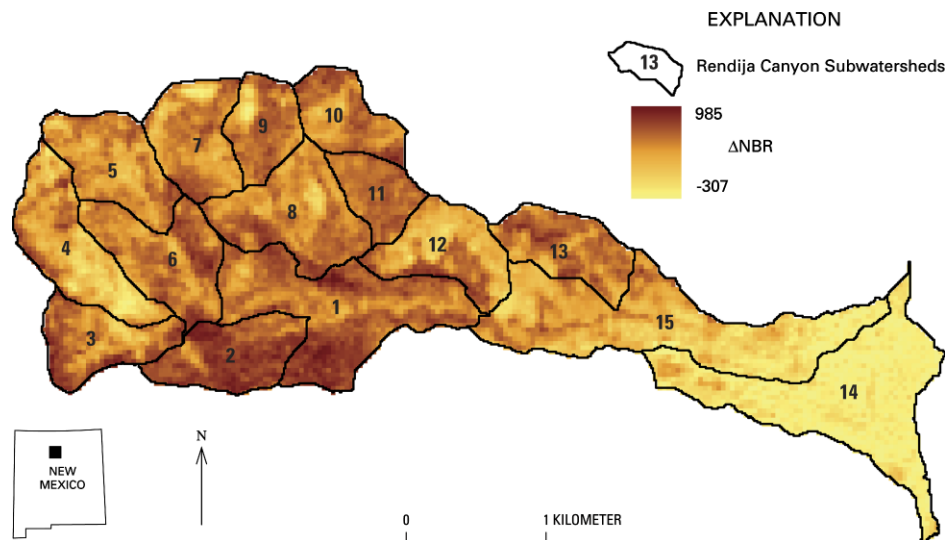 EXPLANATION
13
Rendija Canyon Subwatersheds
985
ΔNBR
-307
10
9
7
5
11
8
12
4
6
13
1
15
3
2
14
N
NEW
MEXICO
0
1 KILOMETER